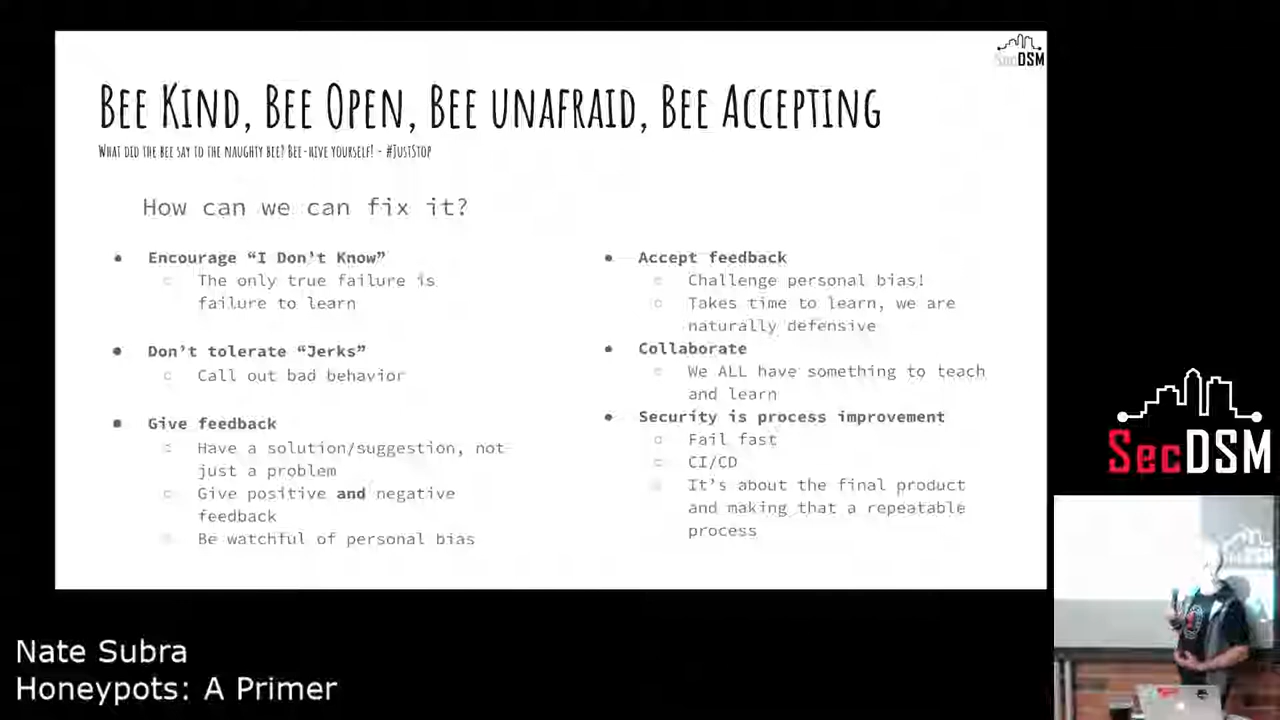 SecDSM
Bee Kind, Bee Open, Bee unafraid, Bee Accepting
What did the bee say to the naughty bee? Bee-hive yourself! - #JustStop
How can we can fix it?
Encourage “I Don’t Know”
The only true failure is
failure to learn
Don’t tolerate “Jerks”
Call out bad behavior
Give feedback
Have a solution/suggestion, not
just a problem
Give positive and negative
feedback
Be watchful of personal bias
Accept feedback
Challenge personal bias!
Takes time to learn, we are
naturally defensive
Collaborate
We ALL have something to teach
and learn
Security is process improvement
Fail fast
CI/CD
It’s about the final product
and making that a repeatable
process
SecDSM
Nate Subra
Honeypots: A Primer